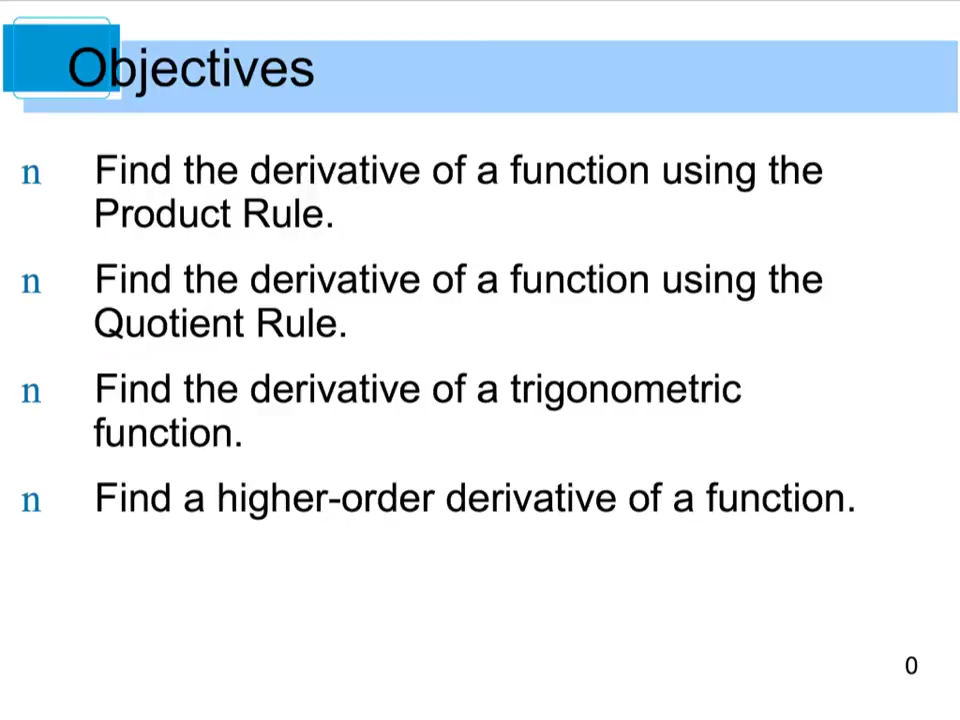 Objectives
n Find the derivative of a function using the
Product Rule.
n Find the derivative of a function using the
Quotient Rule.
n Find the derivative of a trigonometric
function.
n Find a higher-order derivative of a function.
0